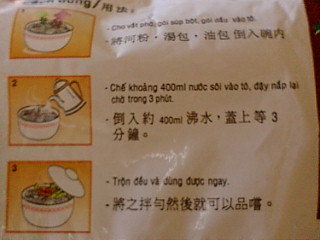 dùng/用法。
1
- Cho vắt phở, gói súp bột, gói dầu vào tô.
- 將河粉、湯包、油包倒入碗内
2
- Chế khoảng 400ml nước sôi vào tô, đậy nắp lại
chờ trong 3 phút.
- 倒入約 400ml 沸水,蓋上等 3
分鐘。
3
- Trộn đều và dùng được ngay.
- 將之拌勻然後就可以品嚐。